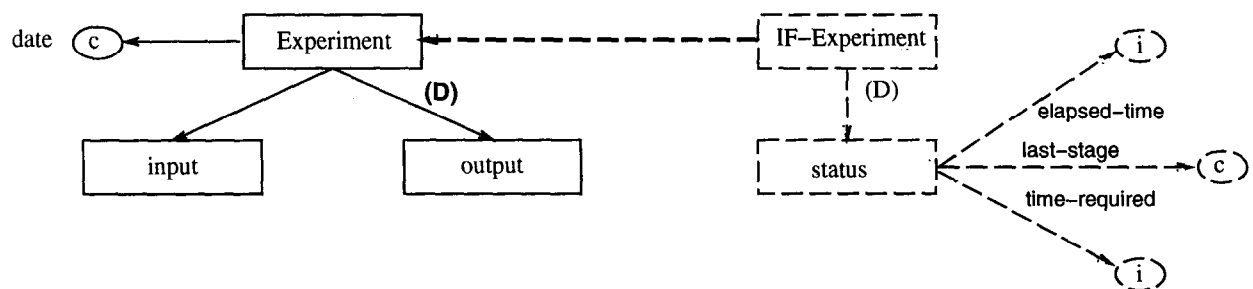 date c Experiment IF–Experiment i
(D) (D)
elapsed–time
input output status last–stage c
time–required
i